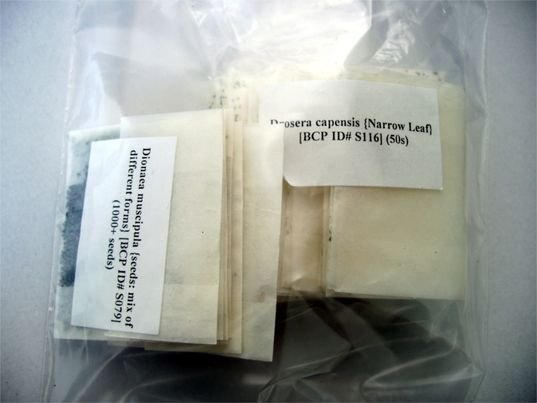 Drosera capensis {Narrow Leaf}
[BCP ID# S116] (50s)
Dionaea muscipula {seeds: mix of
different forms} [BCP ID# S079]
(1000+ seeds)